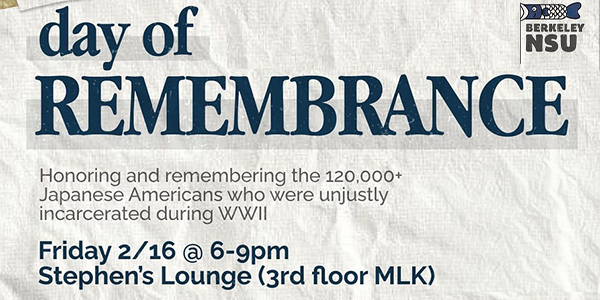 day of
BERKELEY
NSU
REMEMBRANCE
Honoring and remembering the 120,000+
Japanese Americans who were unjustly
incarcerated during WWII
Friday 2/16 @ 6-9pm
Stephen's Lounge (3rd floor MLK)